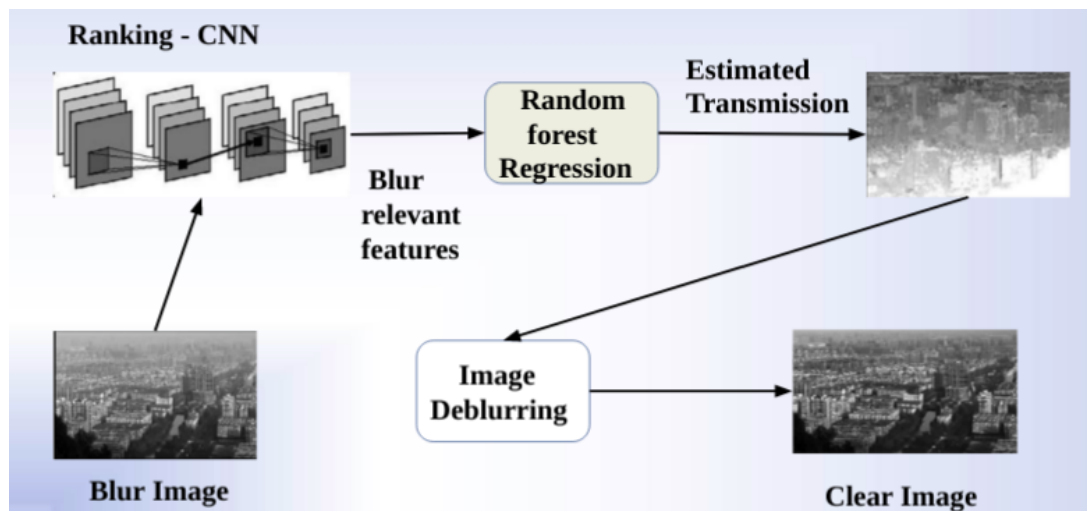 Ranking - CNN
Random
forest
Regression
Estimated
Transmission
Blur
relevant
features
Image
Deblurring
Blur Image
Clear Image